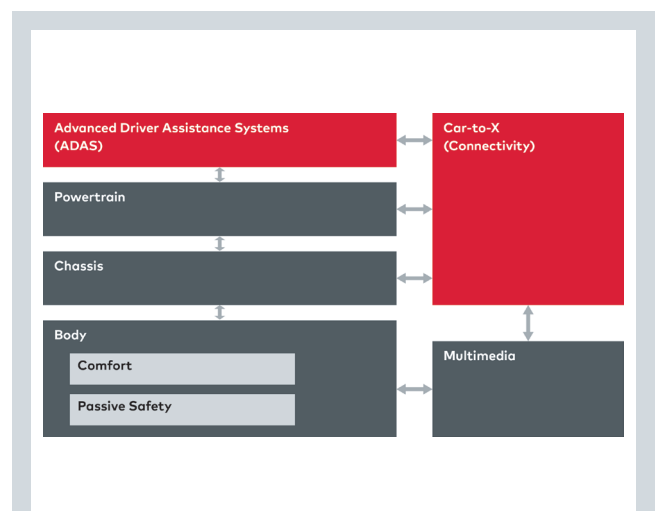 Advanced Driver Assistance Systems
(ADAS)
Car-to-X
(Connectivity)
Powertrain
Chassis
Body
Comfort
Passive Safety
Multimedia